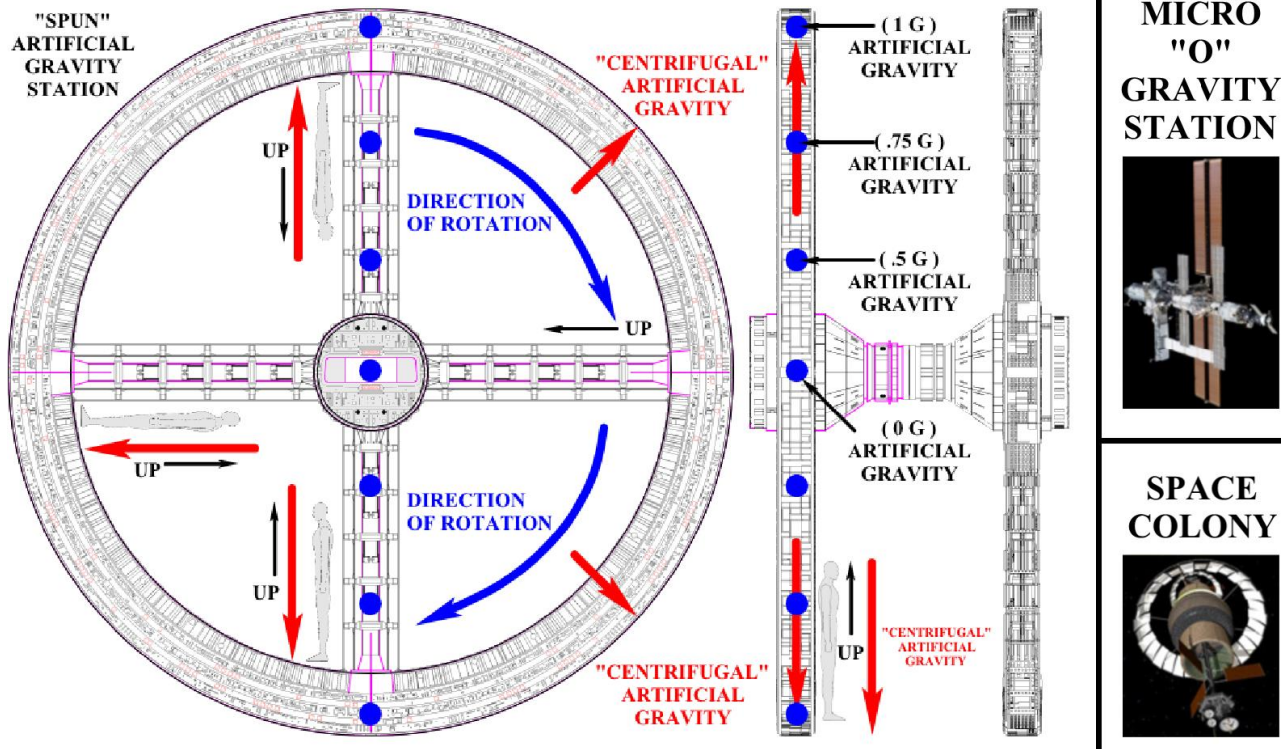 "SPUN"
ARTIFICIAL
GRAVITY
STATION
"CENTRIFUGAL"
ARTIFICIAL
GRAVITY
UP
DIRECTION
OF ROTATION
UP
UP
DIRECTION
OF ROTATION
UP
"CENTRIFUGAL"
ARTIFICIAL
GRAVITY
( 1 G )
ARTIFICIAL
GRAVITY
( .75 G )
ARTIFICIAL
GRAVITY
( .5 G )
ARTIFICIAL
GRAVITY
( 0 G )
ARTIFICIAL
GRAVITY
UP
"CENTRIFUGAL"
ARTIFICIAL
GRAVITY
MICRO
"O"
GRAVITY
STATION
SPACE
COLONY